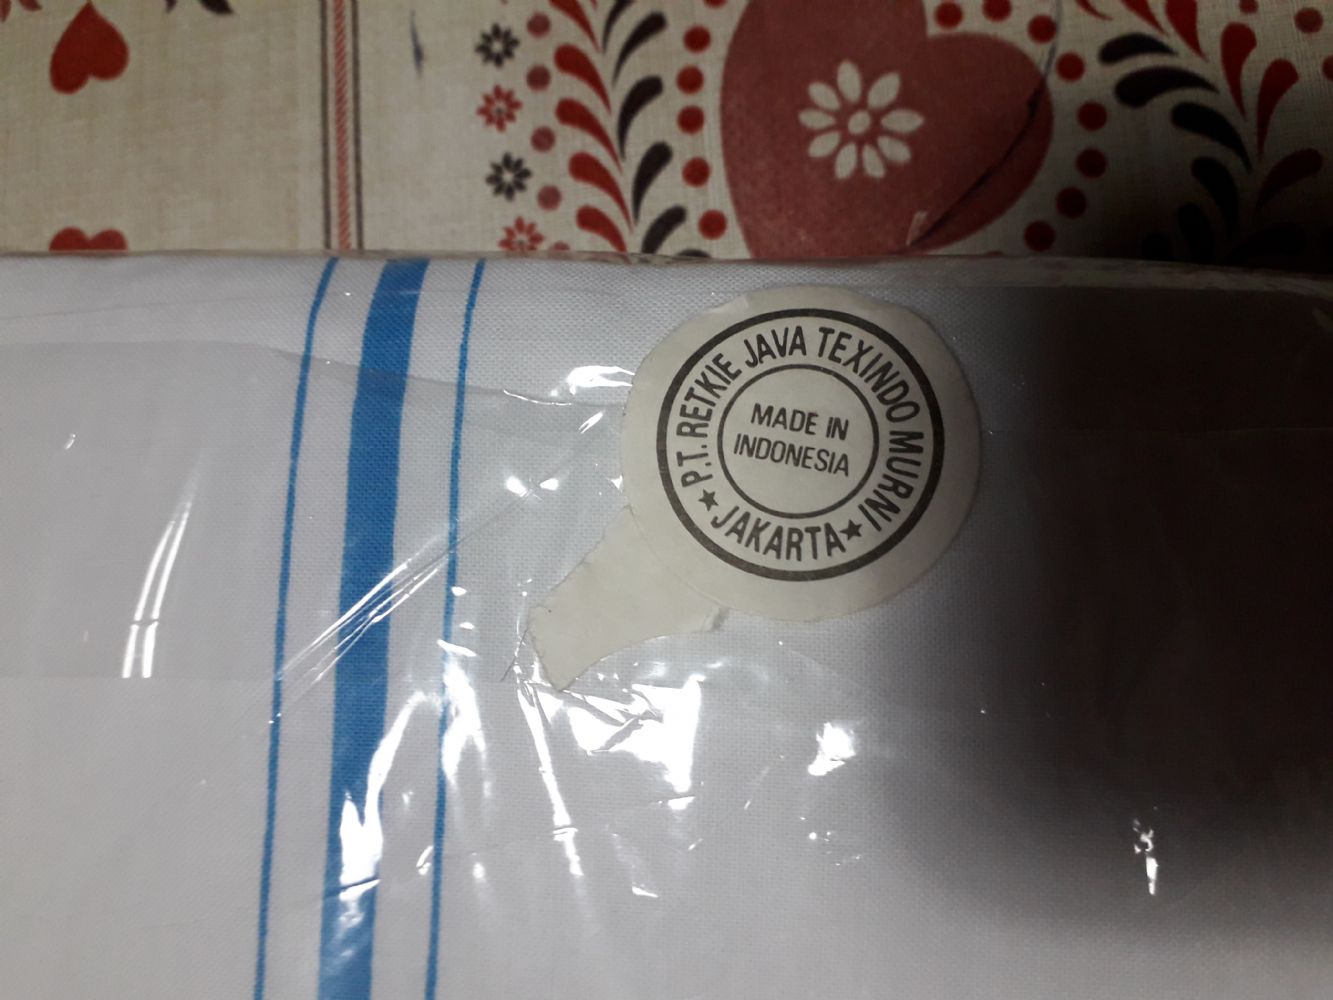 P.T. RETKIE JAVA TEXINDO MURNI
★ JAKARTA ★
MADE IN
INDONESIA